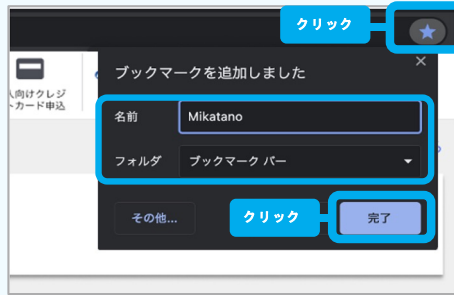 クリック
ブックマークを追加しました
人向けクレジ
トカード申込
名前
Mikatano
フォルダ
ブックマーク バー
その他...
クリック
完了